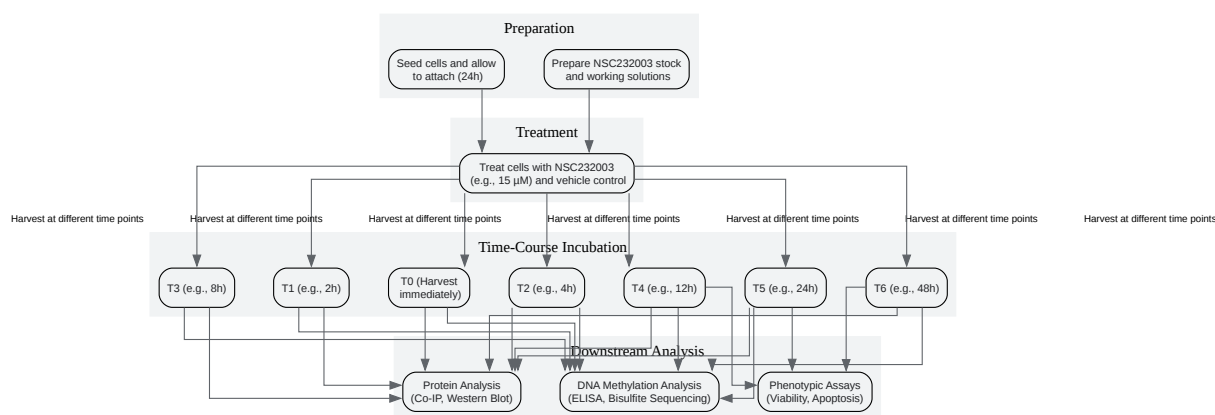 Preparation
Seed cells and allow
to attach (24h)
Prepare NSC232003 stock
and working solutions
Treatment
Treat cells with NSC232003
(e.g., 15 µM) and vehicle control
Harvest at different time points
Harvest at different time points
Harvest at different time points
Harvest at different time points
Harvest at different time points
Harvest at different time points
Harvest at different time points
Time-Course Incubation
T3 (e.g., 8h)
T1 (e.g., 2h)
T0 (Harvest
immediately)
T2 (e.g., 4h)
T4 (e.g., 12h)
T5 (e.g., 24h)
T6 (e.g., 48h)
Downstream Analysis
Protein Analysis
(Co-IP, Western Blot)
DNA Methylation Analysis
(ELISA, Bisulfite Sequencing)
Phenotypic Assays
(Viability, Apoptosis)